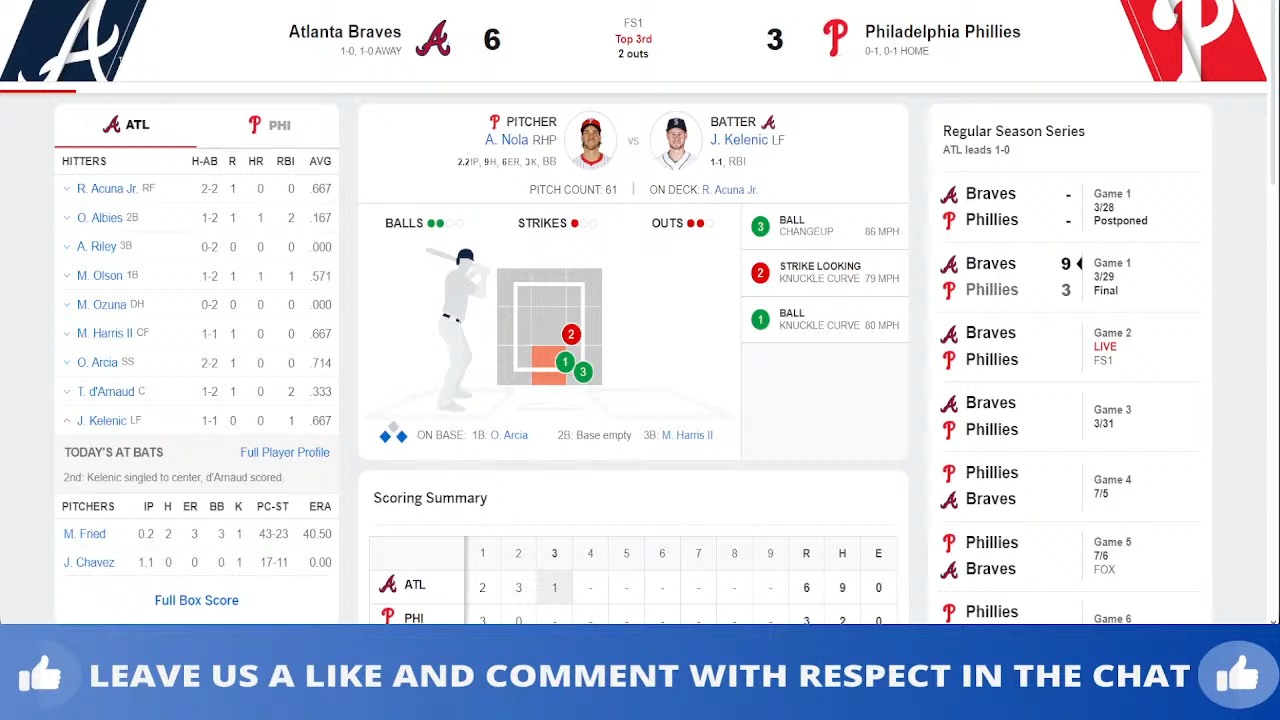 Atlanta Braves
1-0, 1-0 AWAY
6
FS1
Top 3rd
2 outs
3
Philadelphia Phillies
0-1, 0-1 HOME
ATL
PHI
HITTERS H-AB R HR RBI AVG
R. Acuna Jr. RF 2-2 1 0 0 .667
O. Albies 2B 1-2 1 1 2 .167
A. Riley 3B 0-2 0 0 0 .000
M. Olson 1B 1-2 1 1 1 .571
M. Ozuna DH 0-2 0 0 0 .000
M. Harris II CF 1-1 1 0 0 .667
O. Arcia SS 2-2 1 0 0 .714
T. d'Arnaud C 1-2 1 0 2 .333
J. Kelenic LF 1-1 0 0 1 .667
TODAY'S AT BATS Full Player Profile
2nd: Kelenic singled to center, d'Arnaud scored.
PITCHERS IP H ER BB K PC-ST ERA
M. Fried 0.2 2 3 3 1 43-23 40.50
J. Chavez 1.1 0 0 0 1 17-11 0.00
Full Box Score
PITCHER
A. Nola RHP
2.2IP, 9H, 6ER, 3K, BB
vs
BATTER
J. Kelenic LF
1-1, RBI
PITCH COUNT: 61 ON DECK: R. Acuna Jr.
BALLS STRIKES OUTS
2
1
3
3 BALL
CHANGEUP 86 MPH
2 STRIKE LOOKING
KNUCKLE CURVE 79 MPH
1 BALL
KNUCKLE CURVE 80 MPH
ON BASE: 1B: O. Arcia 2B: Base empty 3B: M. Harris II
Scoring Summary
1 2 3 4 5 6 7 8 9 R H E
ATL 2 3 1 - - - - - - 6 9 0
PHI 3 0 - - - - - - - 3 2 0
Regular Season Series
ATL leads 1-0
Braves -
Phillies -
Game 1
3/28
Postponed
Braves 9
Phillies 3
Game 1
3/29
Final
Braves
Phillies
Game 2
LIVE
FS1
Braves
Phillies
Game 3
3/31
Phillies
Braves
Game 4
7/5
Phillies
Braves
Game 5
7/6
FOX
Phillies
Game 6
LEAVE US A LIKE AND COMMENT WITH RESPECT IN THE CHAT